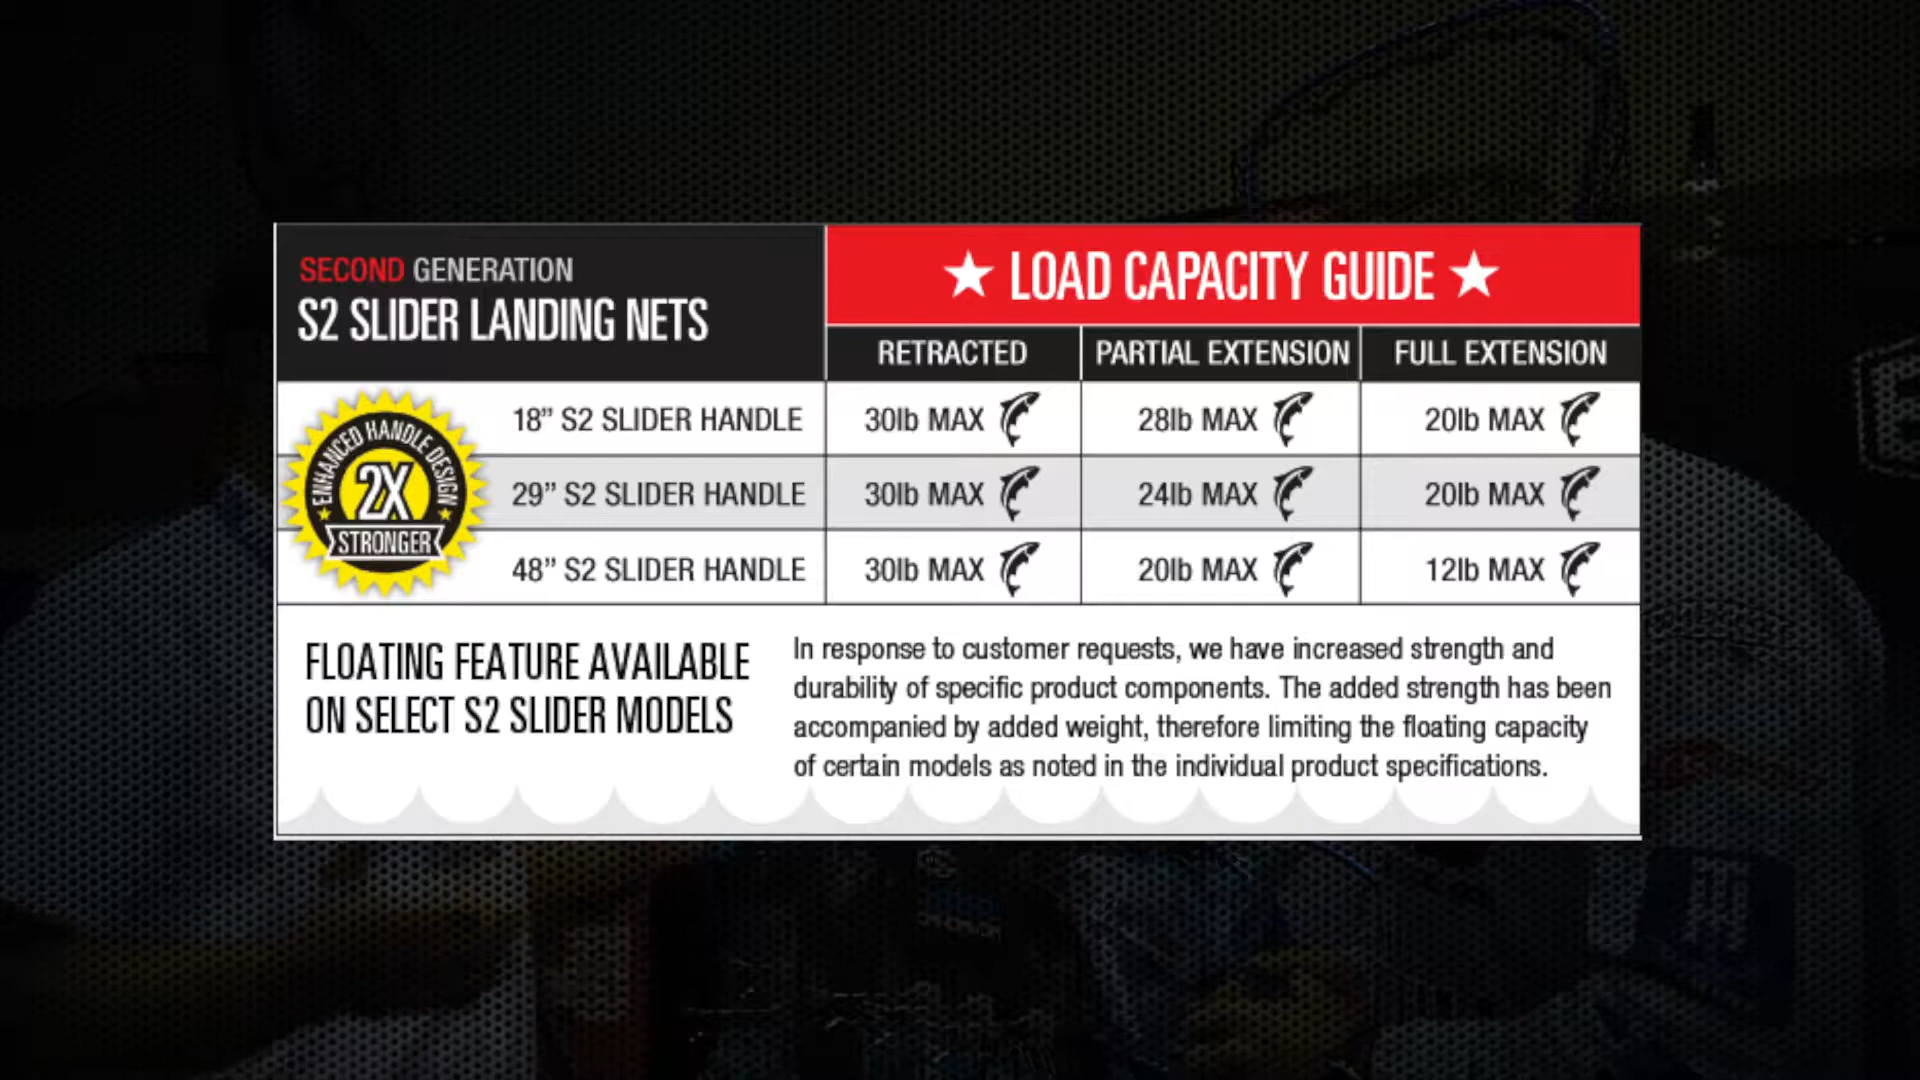 SECOND GENERATION
S2 SLIDER LANDING NETS
★ LOAD CAPACITY GUIDE ★
RETRACTED PARTIAL EXTENSION FULL EXTENSION
18” S2 SLIDER HANDLE 30lb MAX 28lb MAX 20lb MAX
29” S2 SLIDER HANDLE 30lb MAX 24lb MAX 20lb MAX
48” S2 SLIDER HANDLE 30lb MAX 20lb MAX 12lb MAX
ENHANCED HANDLE DESIGN
2X
STRONGER
FLOATING FEATURE AVAILABLE
ON SELECT S2 SLIDER MODELS
In response to customer requests, we have increased strength and
durability of specific product components. The added strength has been
accompanied by added weight, therefore limiting the floating capacity
of certain models as noted in the individual product specifications.